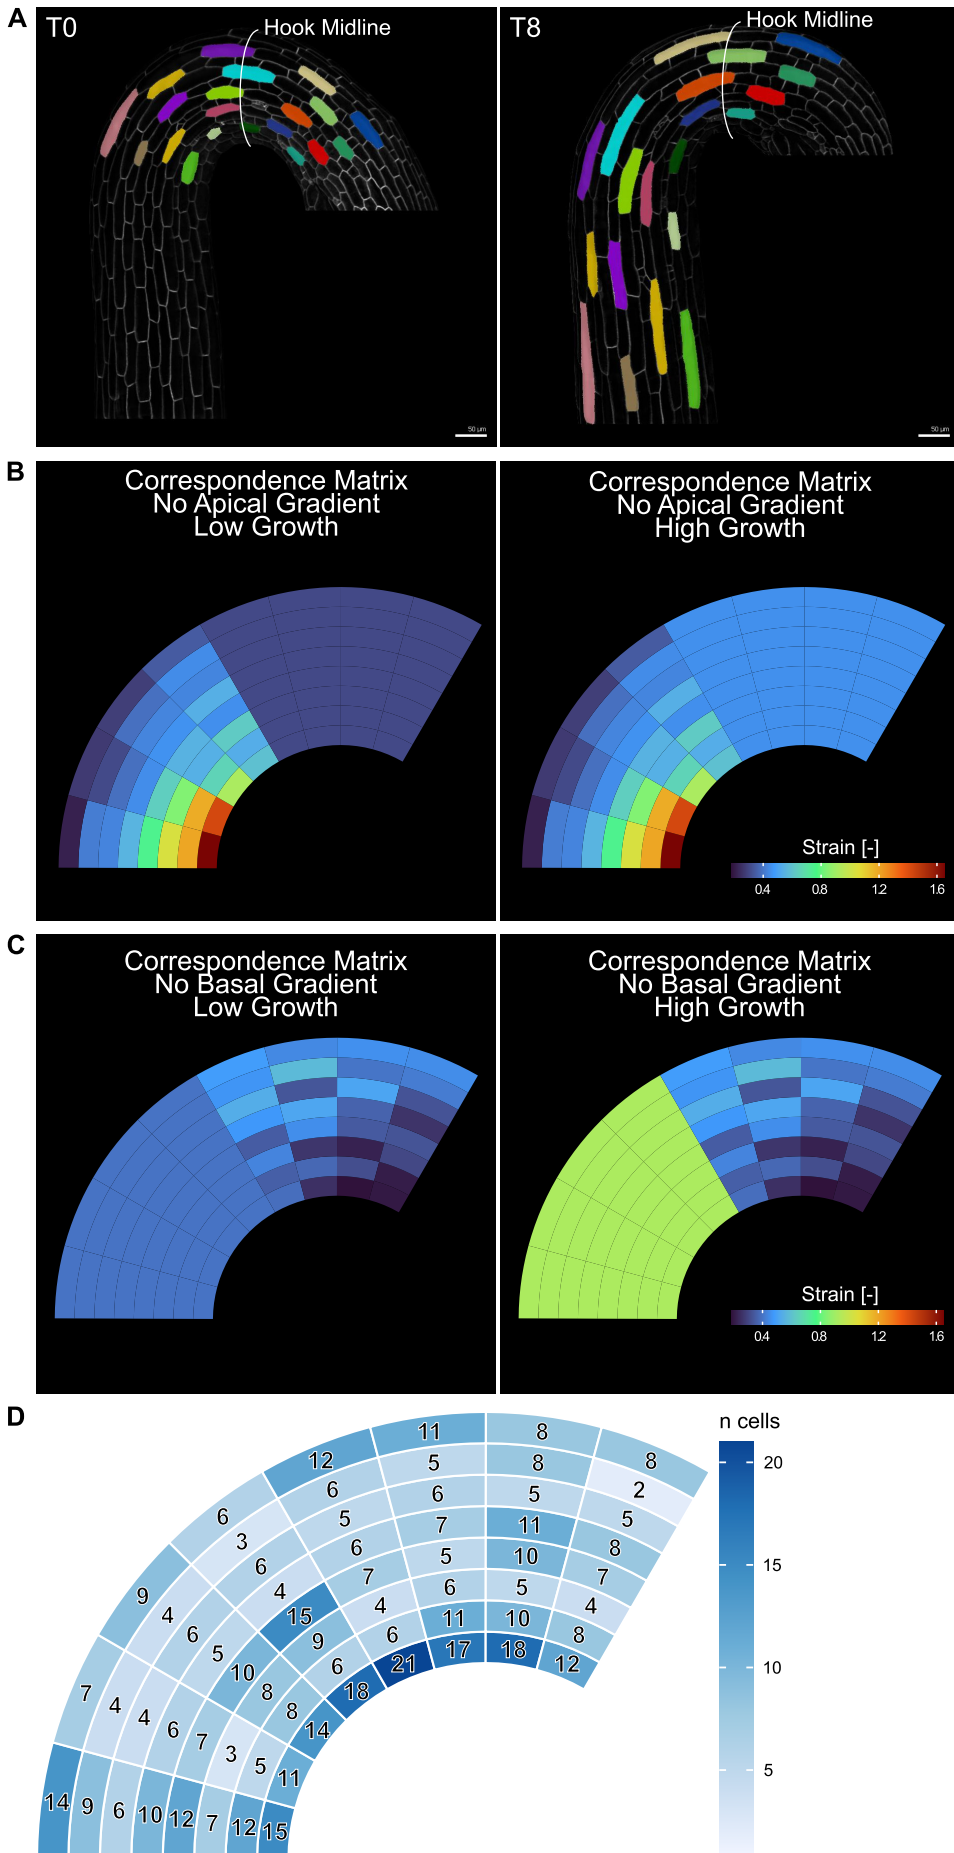 A
T0
Hook Midline
50 µm
T8
Hook Midline
50 µm
B
Correspondence Matrix
No Apical Gradient
Low Growth
Correspondence Matrix
No Apical Gradient
High Growth
Strain [-]
0.4 0.8 1.2 1.6
C
Correspondence Matrix
No Basal Gradient
Low Growth
Correspondence Matrix
No Basal Gradient
High Growth
Strain [-]
0.4 0.8 1.2 1.6
D
n cells
20
15
10
5
12 11 8 8
6 6 5 8 2
9 3 5 6 5 5
4 6 6 7 11 8
7 6 4 7 5 10 7
4 5 15 4 6 5 4
4 10 9 6 11 10 8
6 8 6 21 17 18 12
7 8 18
3 14
5
11
14 9 6 10 12 7 12 15